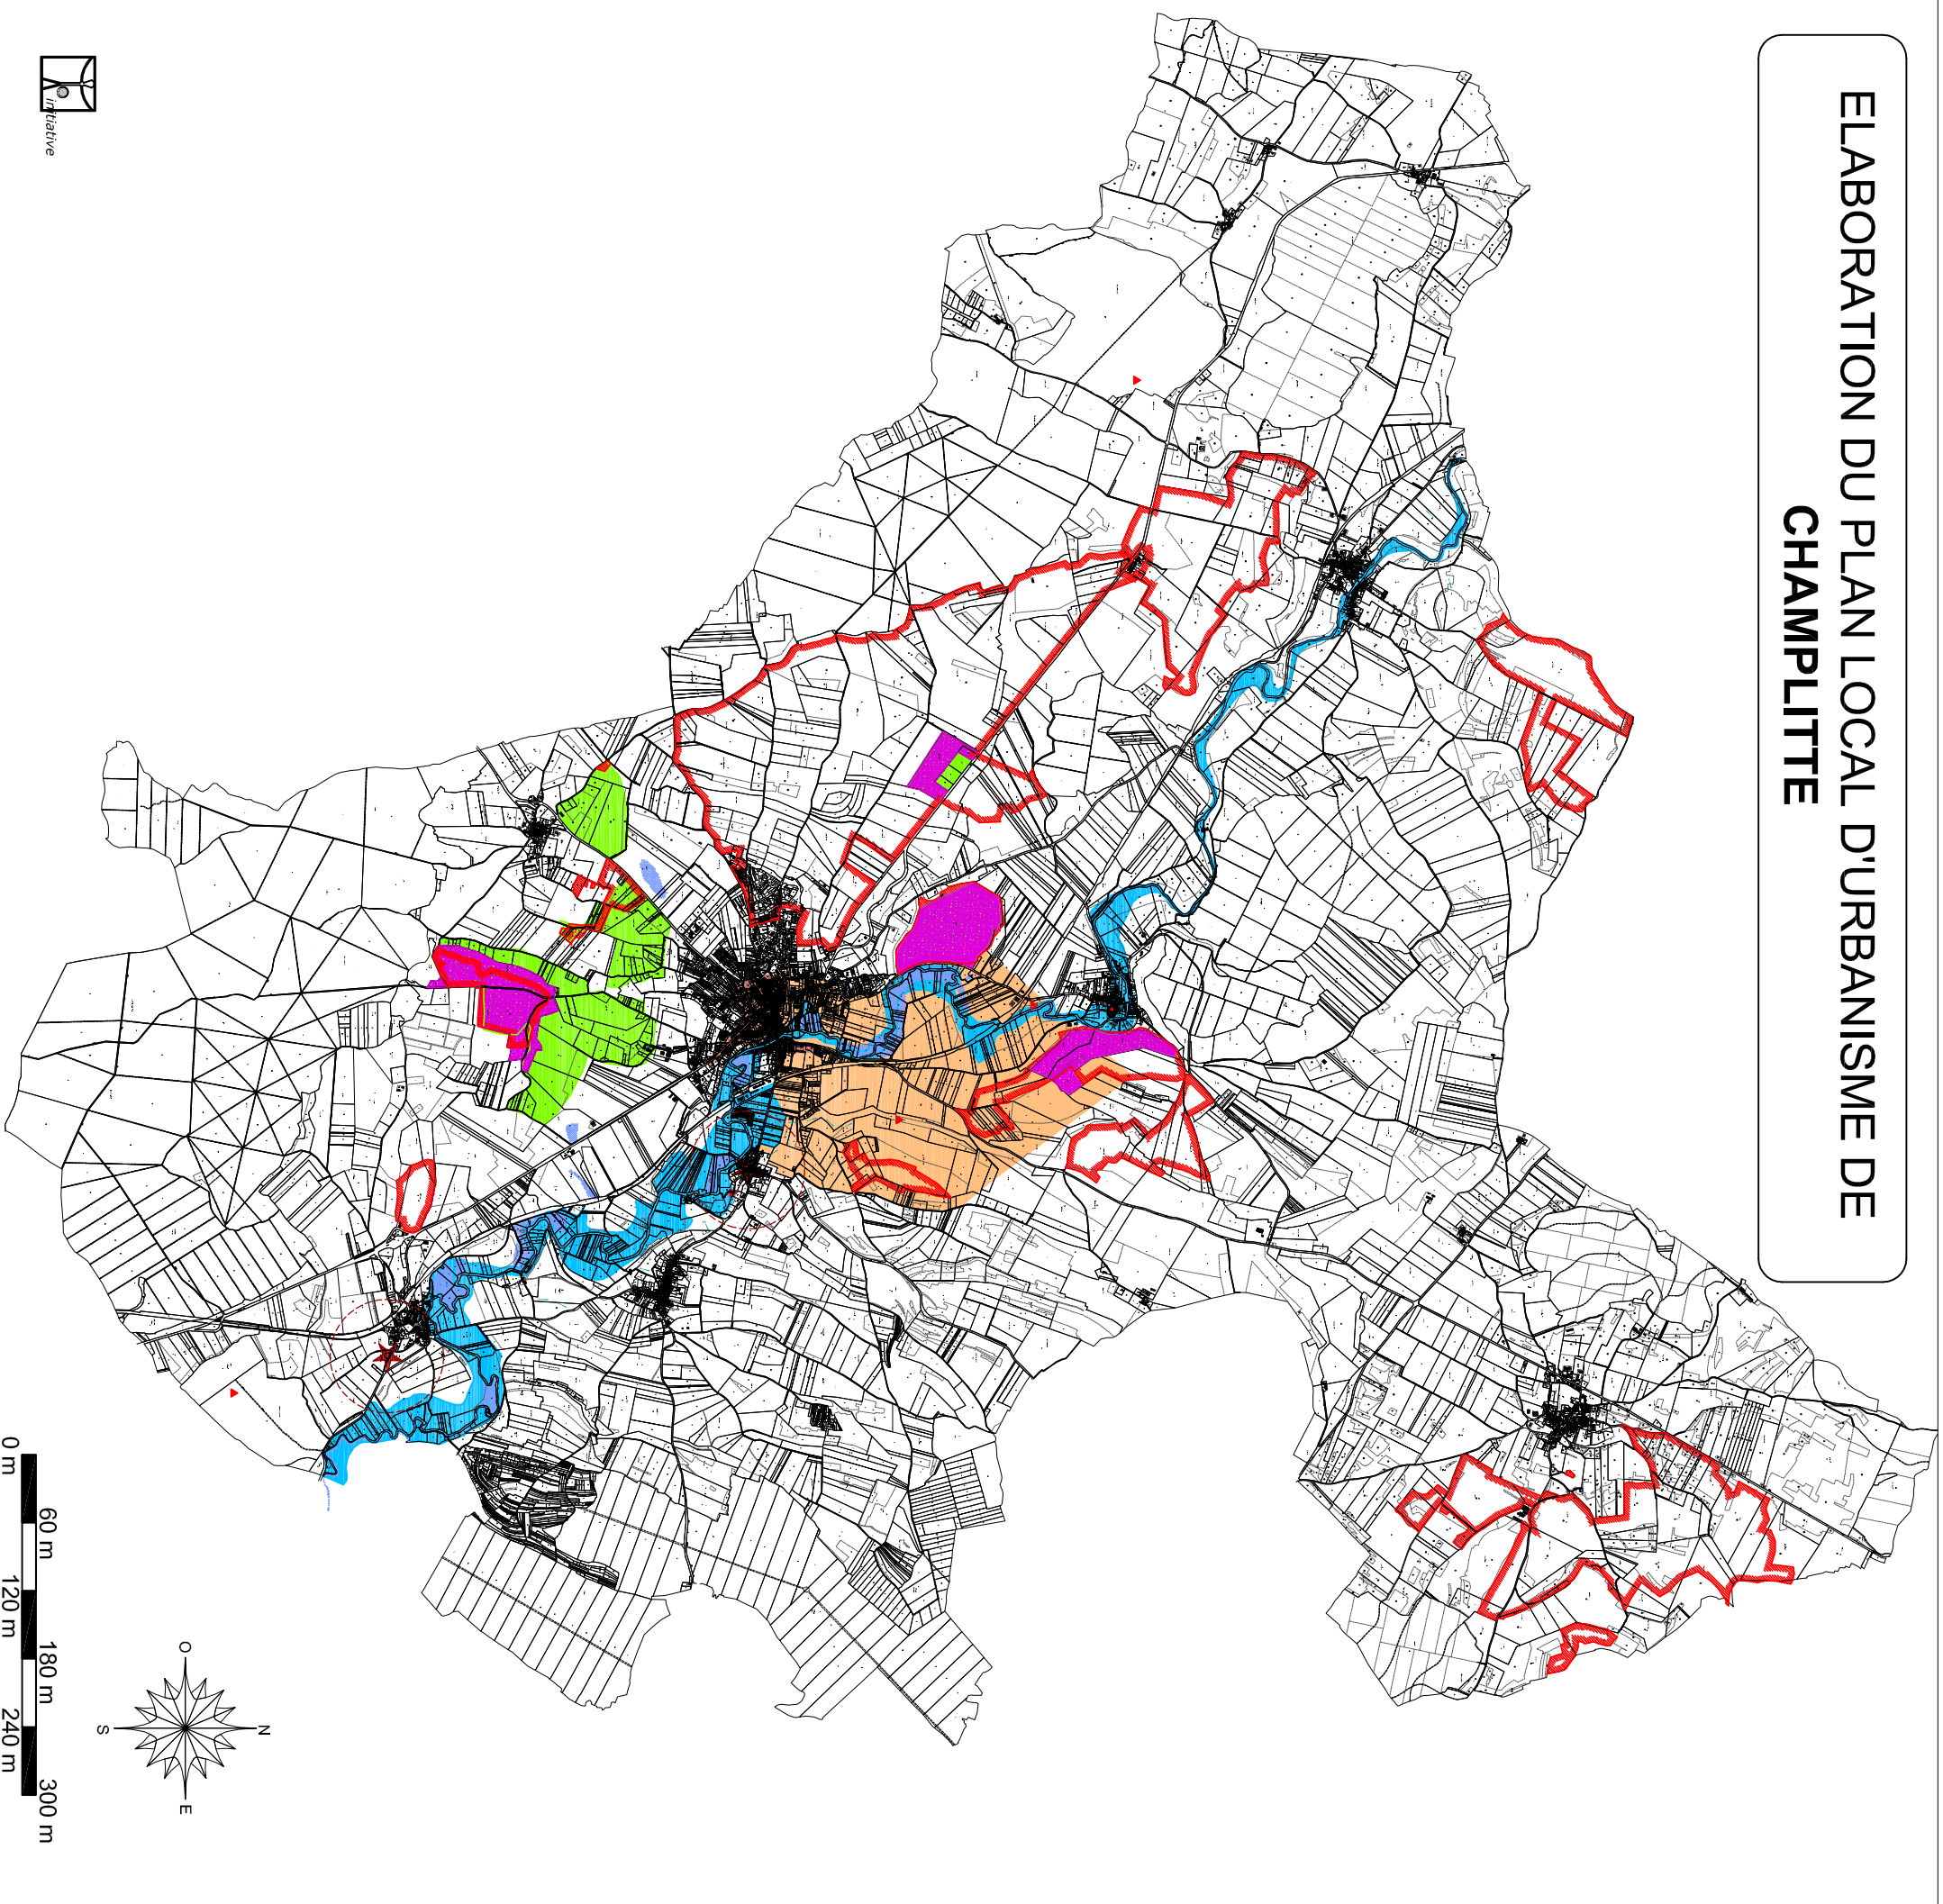 ELABORATION DU PLAN LOCAL D'URBANISME DE
CHAMPLITTE
initiative
N
O
E
S
0 m
60 m
120 m
180 m
240 m
300 m